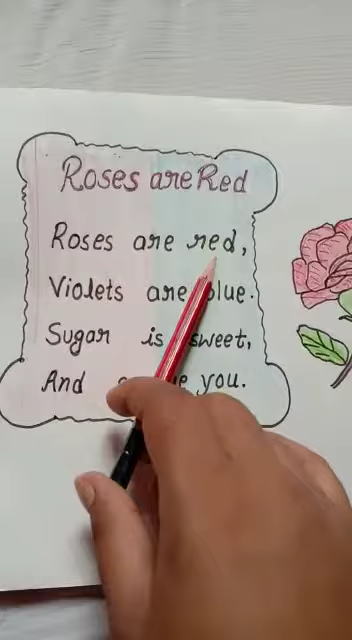 Roses are Red
Roses are red,
Violets are blue.
Sugar is sweet,
And you.